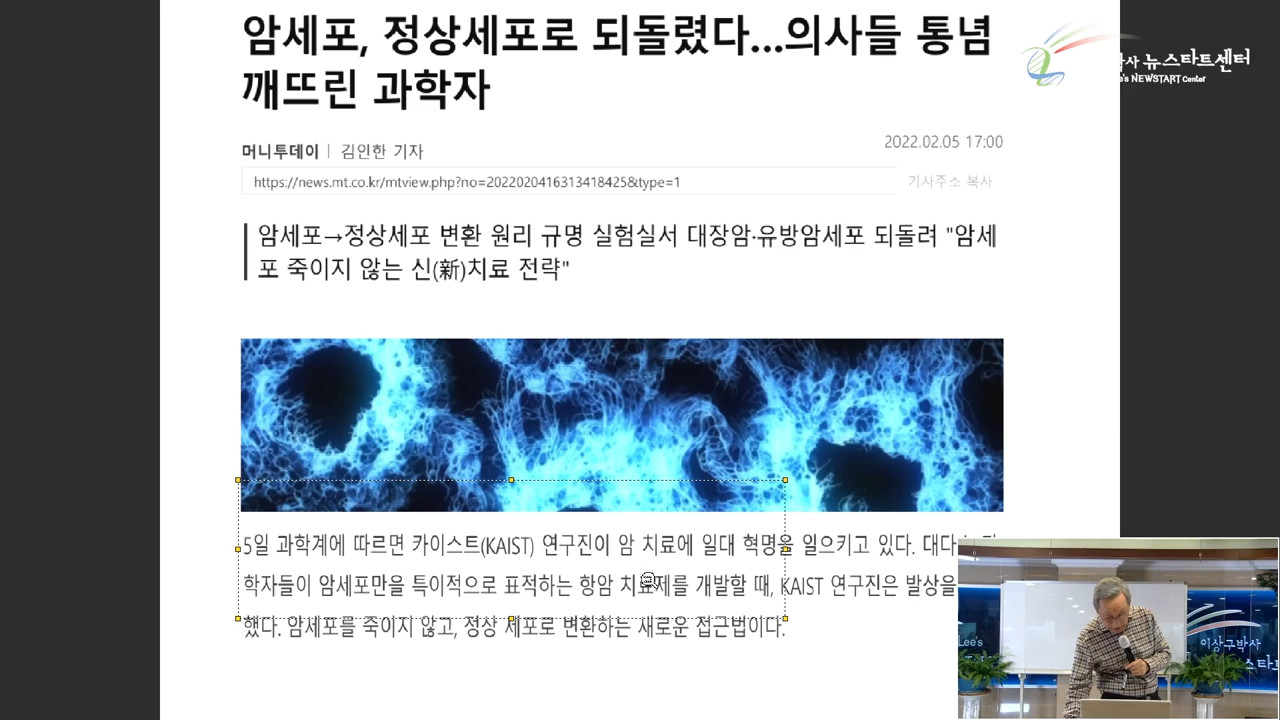 암세포, 정상세포로 되돌렸다...의사들 통념
깨뜨린 과학자
박사 뉴스타트센터
Lee's NEWSTART Center
머니투데이 | 김인한 기자
2022.02.05 17:00
https://news.mt.co.kr/mtview.php?no=2022020416313418425&type=1
기사주소 복사
암세포→정상세포 변환 원리 규명 실험실서 대장암·유방암세포 되돌려 "암세
포 죽이지 않는 신(新)치료 전략"
5일 과학계에 따르면 카이스트(KAIST) 연구진이 암 치료에 일대 혁명을 일으키고 있다.
학자들이 암세포만을 특이적으로 표적하는 항암 치료제를 개발할 때, KAIST 연구진은 발상을
했다. 암세포를 죽이지 않고, 정상 세포로 변환하는 새로운 접근법이다.
Lee's
이상구박사
스타트